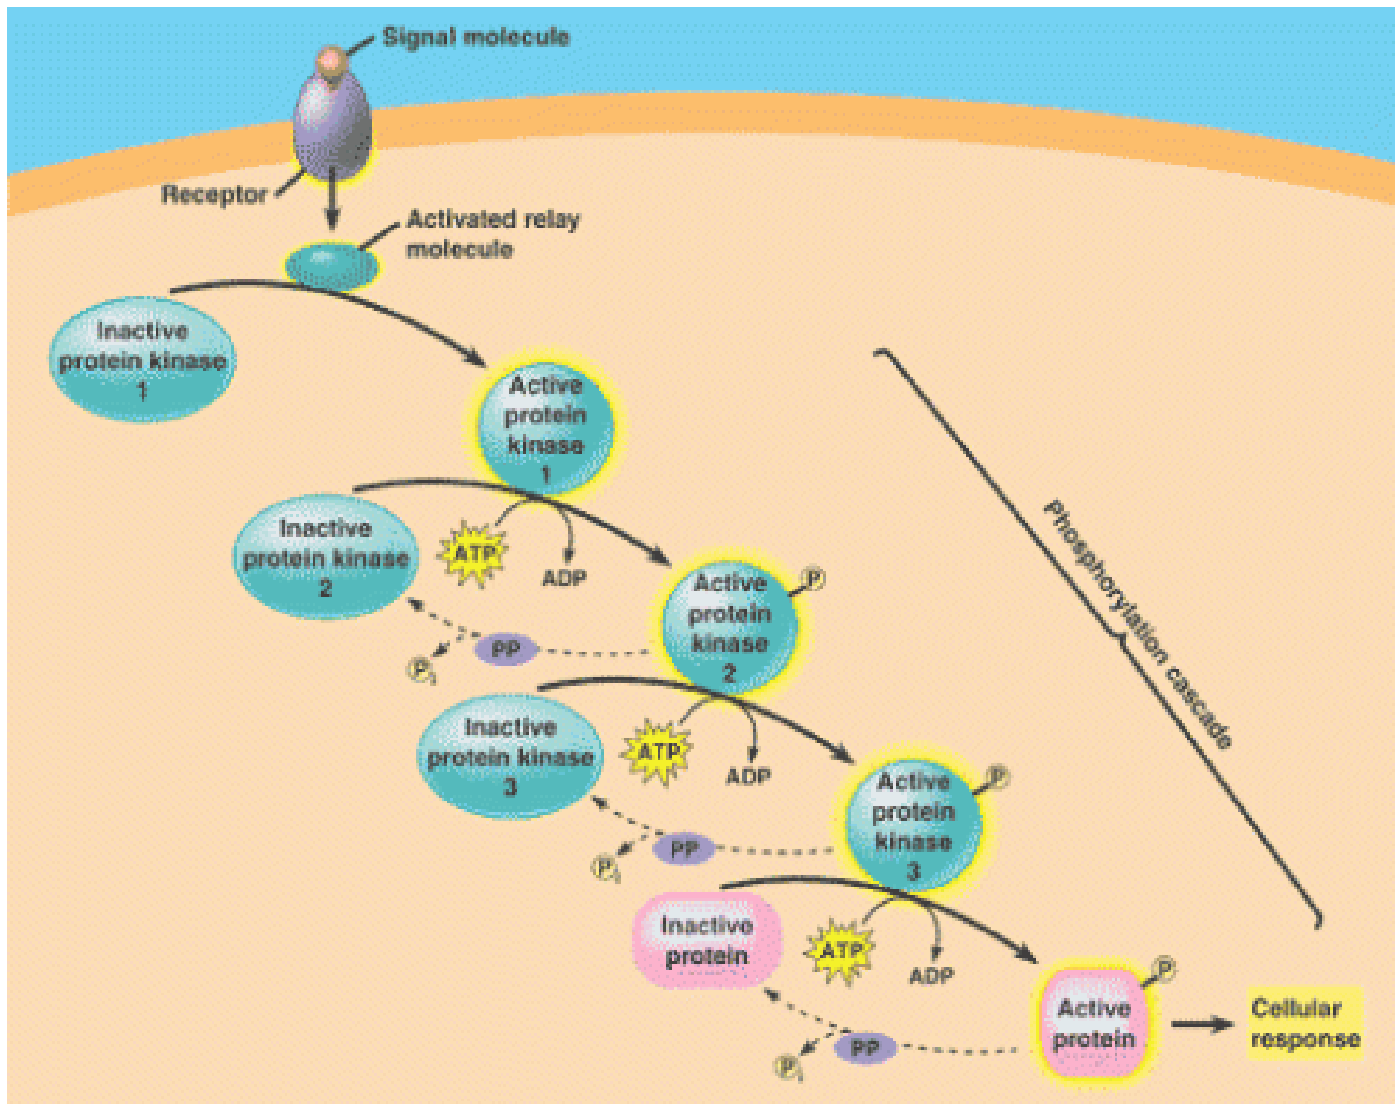 Signal molecule
Receptor
Activated relay
molecule
Inactive
protein kinase
1
Active
protein
kinase
1
Inactive
protein kinase
2
ATP
ADP
Active
protein
kinase
2
P
PP
Pi
Phosphorylation cascade
Inactive
protein kinase
3
ATP
ADP
Active
protein
kinase
3
P
PP
Pi
Inactive
protein
ATP
ADP
Active
protein
P
PP
Pi
Cellular
response